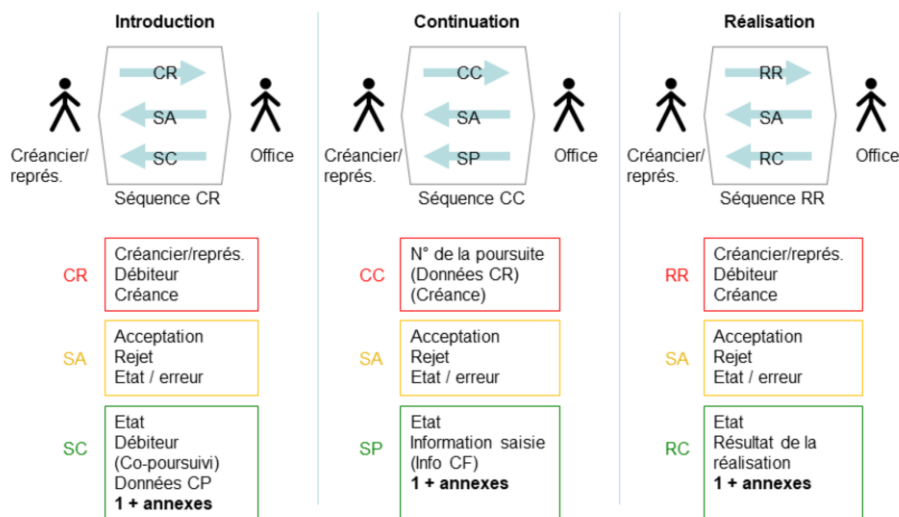 Introduction
CR
SA
SC
Créancier/
représ.
Office
Séquence CR
CR
Créancier/représ.
Débiteur
Créance
SA
Acceptation
Rejet
Etat / erreur
SC
Etat
Débiteur
(Co-poursuivi)
Données CP
1 + annexes
Continuation
CC
SA
SP
Créancier/
représ.
Office
Séquence CC
CC
N° de la poursuite
(Données CR)
(Créance)
SA
Acceptation
Rejet
Etat / erreur
SP
Etat
Information saisie
(Info CF)
1 + annexes
Réalisation
RR
SA
RC
Créancier/
représ.
Office
Séquence RR
RR
Créancier/représ.
Débiteur
Créance
SA
Acceptation
Rejet
Etat / erreur
RC
Etat
Résultat de la
réalisation
1 + annexes